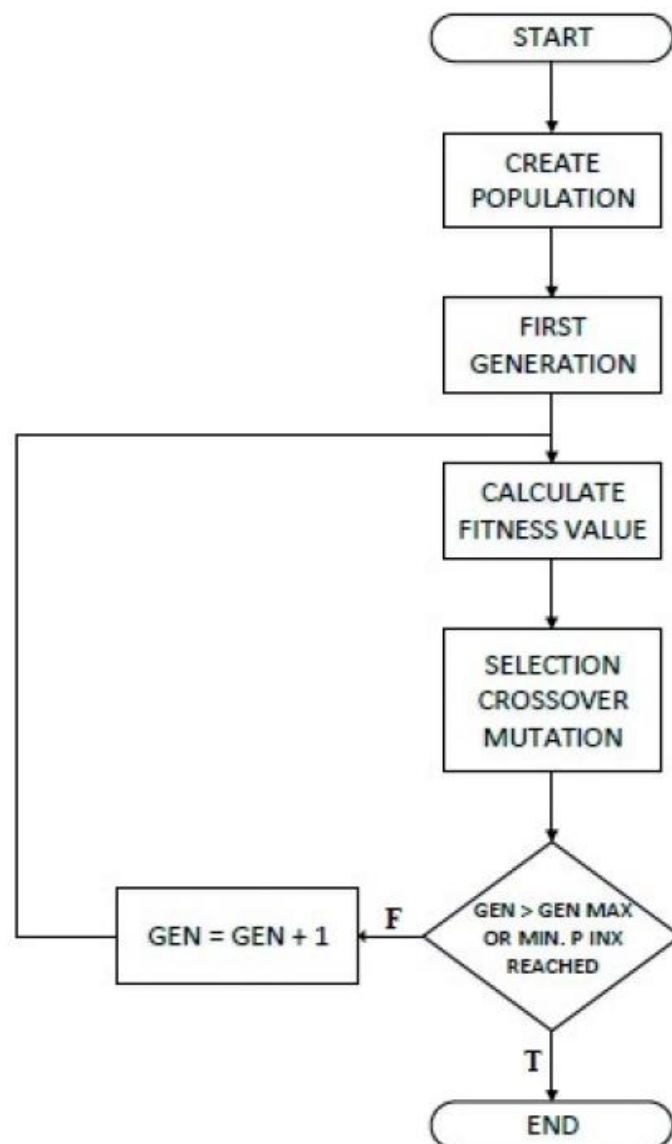 START
CREATE
POPULATION
FIRST
GENERATION
CALCULATE
FITNESS VALUE
SELECTION
CROSSOVER
MUTATION
GEN > GEN MAX
OR MIN. P INX
REACHED
F
GEN = GEN + 1
T
END